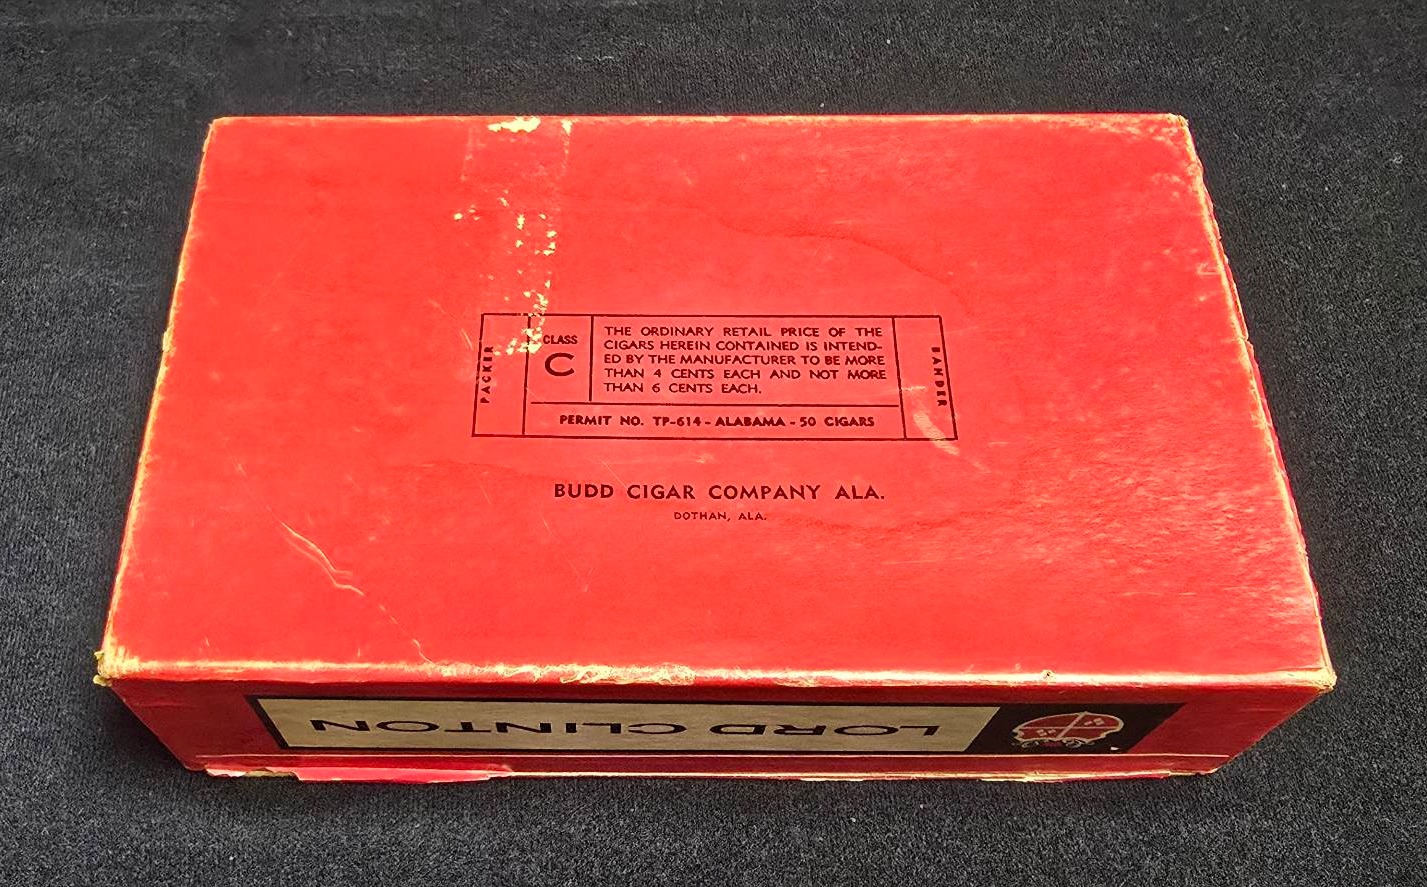 PACKER
CLASS
C
THE ORDINARY RETAIL PRICE OF THE
CIGARS HEREIN CONTAINED IS INTEND-
ED BY THE MANUFACTURER TO BE MORE
THAN 4 CENTS EACH AND NOT MORE
THAN 6 CENTS EACH.
BANDER
PERMIT NO. TP-614 - ALABAMA - 50 CIGARS
BUDD CIGAR COMPANY ALA.
DOTHAN, ALA.
LORD CLINTON